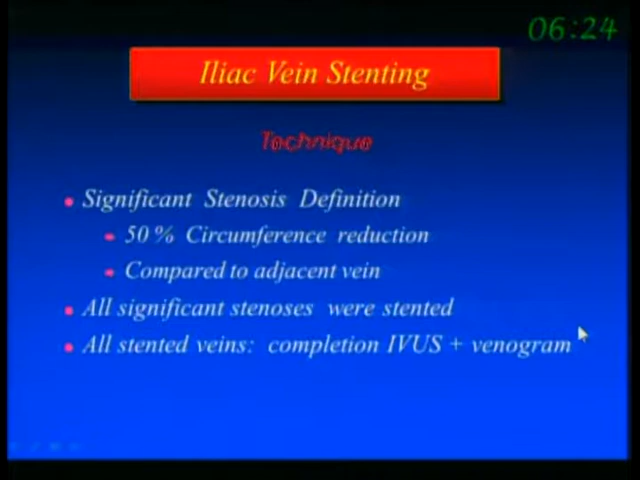 06:24
Iliac Vein Stenting
Technique
Significant Stenosis Definition
50 % Circumference reduction
Compared to adjacent vein
All significant stenoses were stented
All stented veins: completion IVUS + venogram